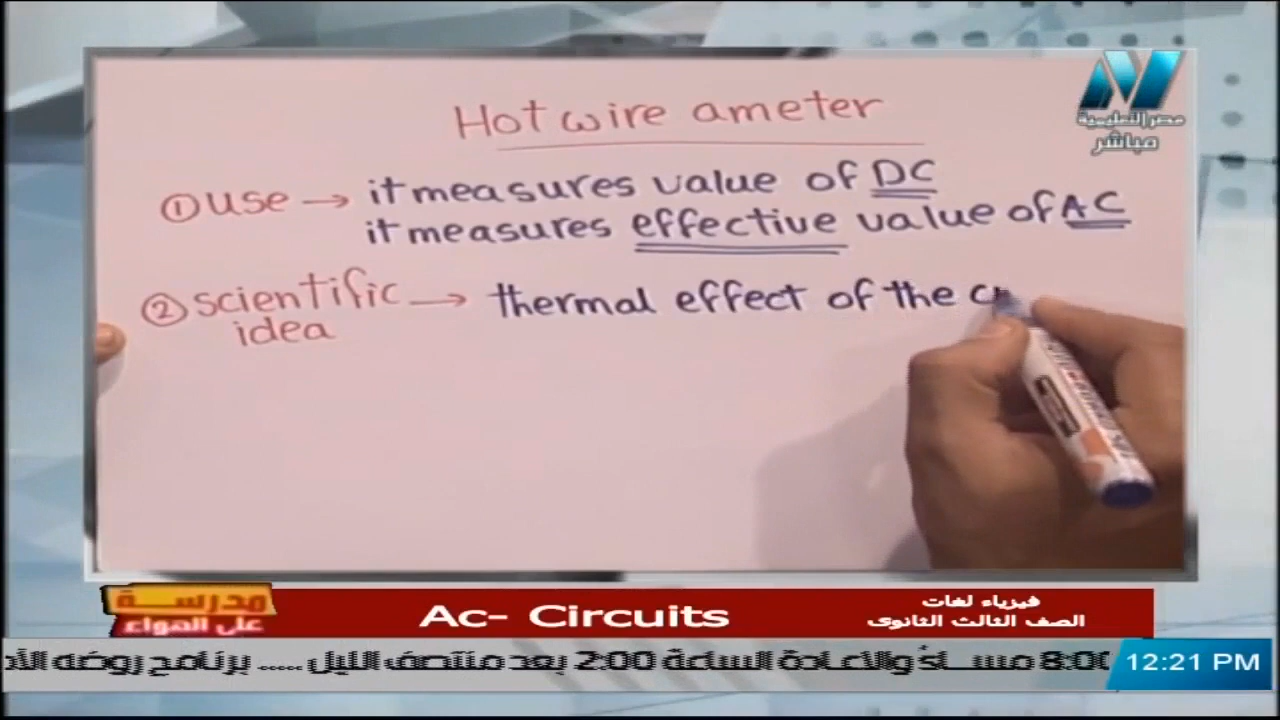 مصر التعليمية
مباشر
Hot wire ameter
① use → it measures value of DC
it measures effective value of AC
② scientific → thermal effect of the
idea
مدرسة
على الهواء
Ac- Circuits
فيزياء لغات
الصف الثالث الثانوى
8:00 مساءً والاعادة الساعة 2:00 بعد منتصف الليل ..... برنامج روضه
12:21 PM